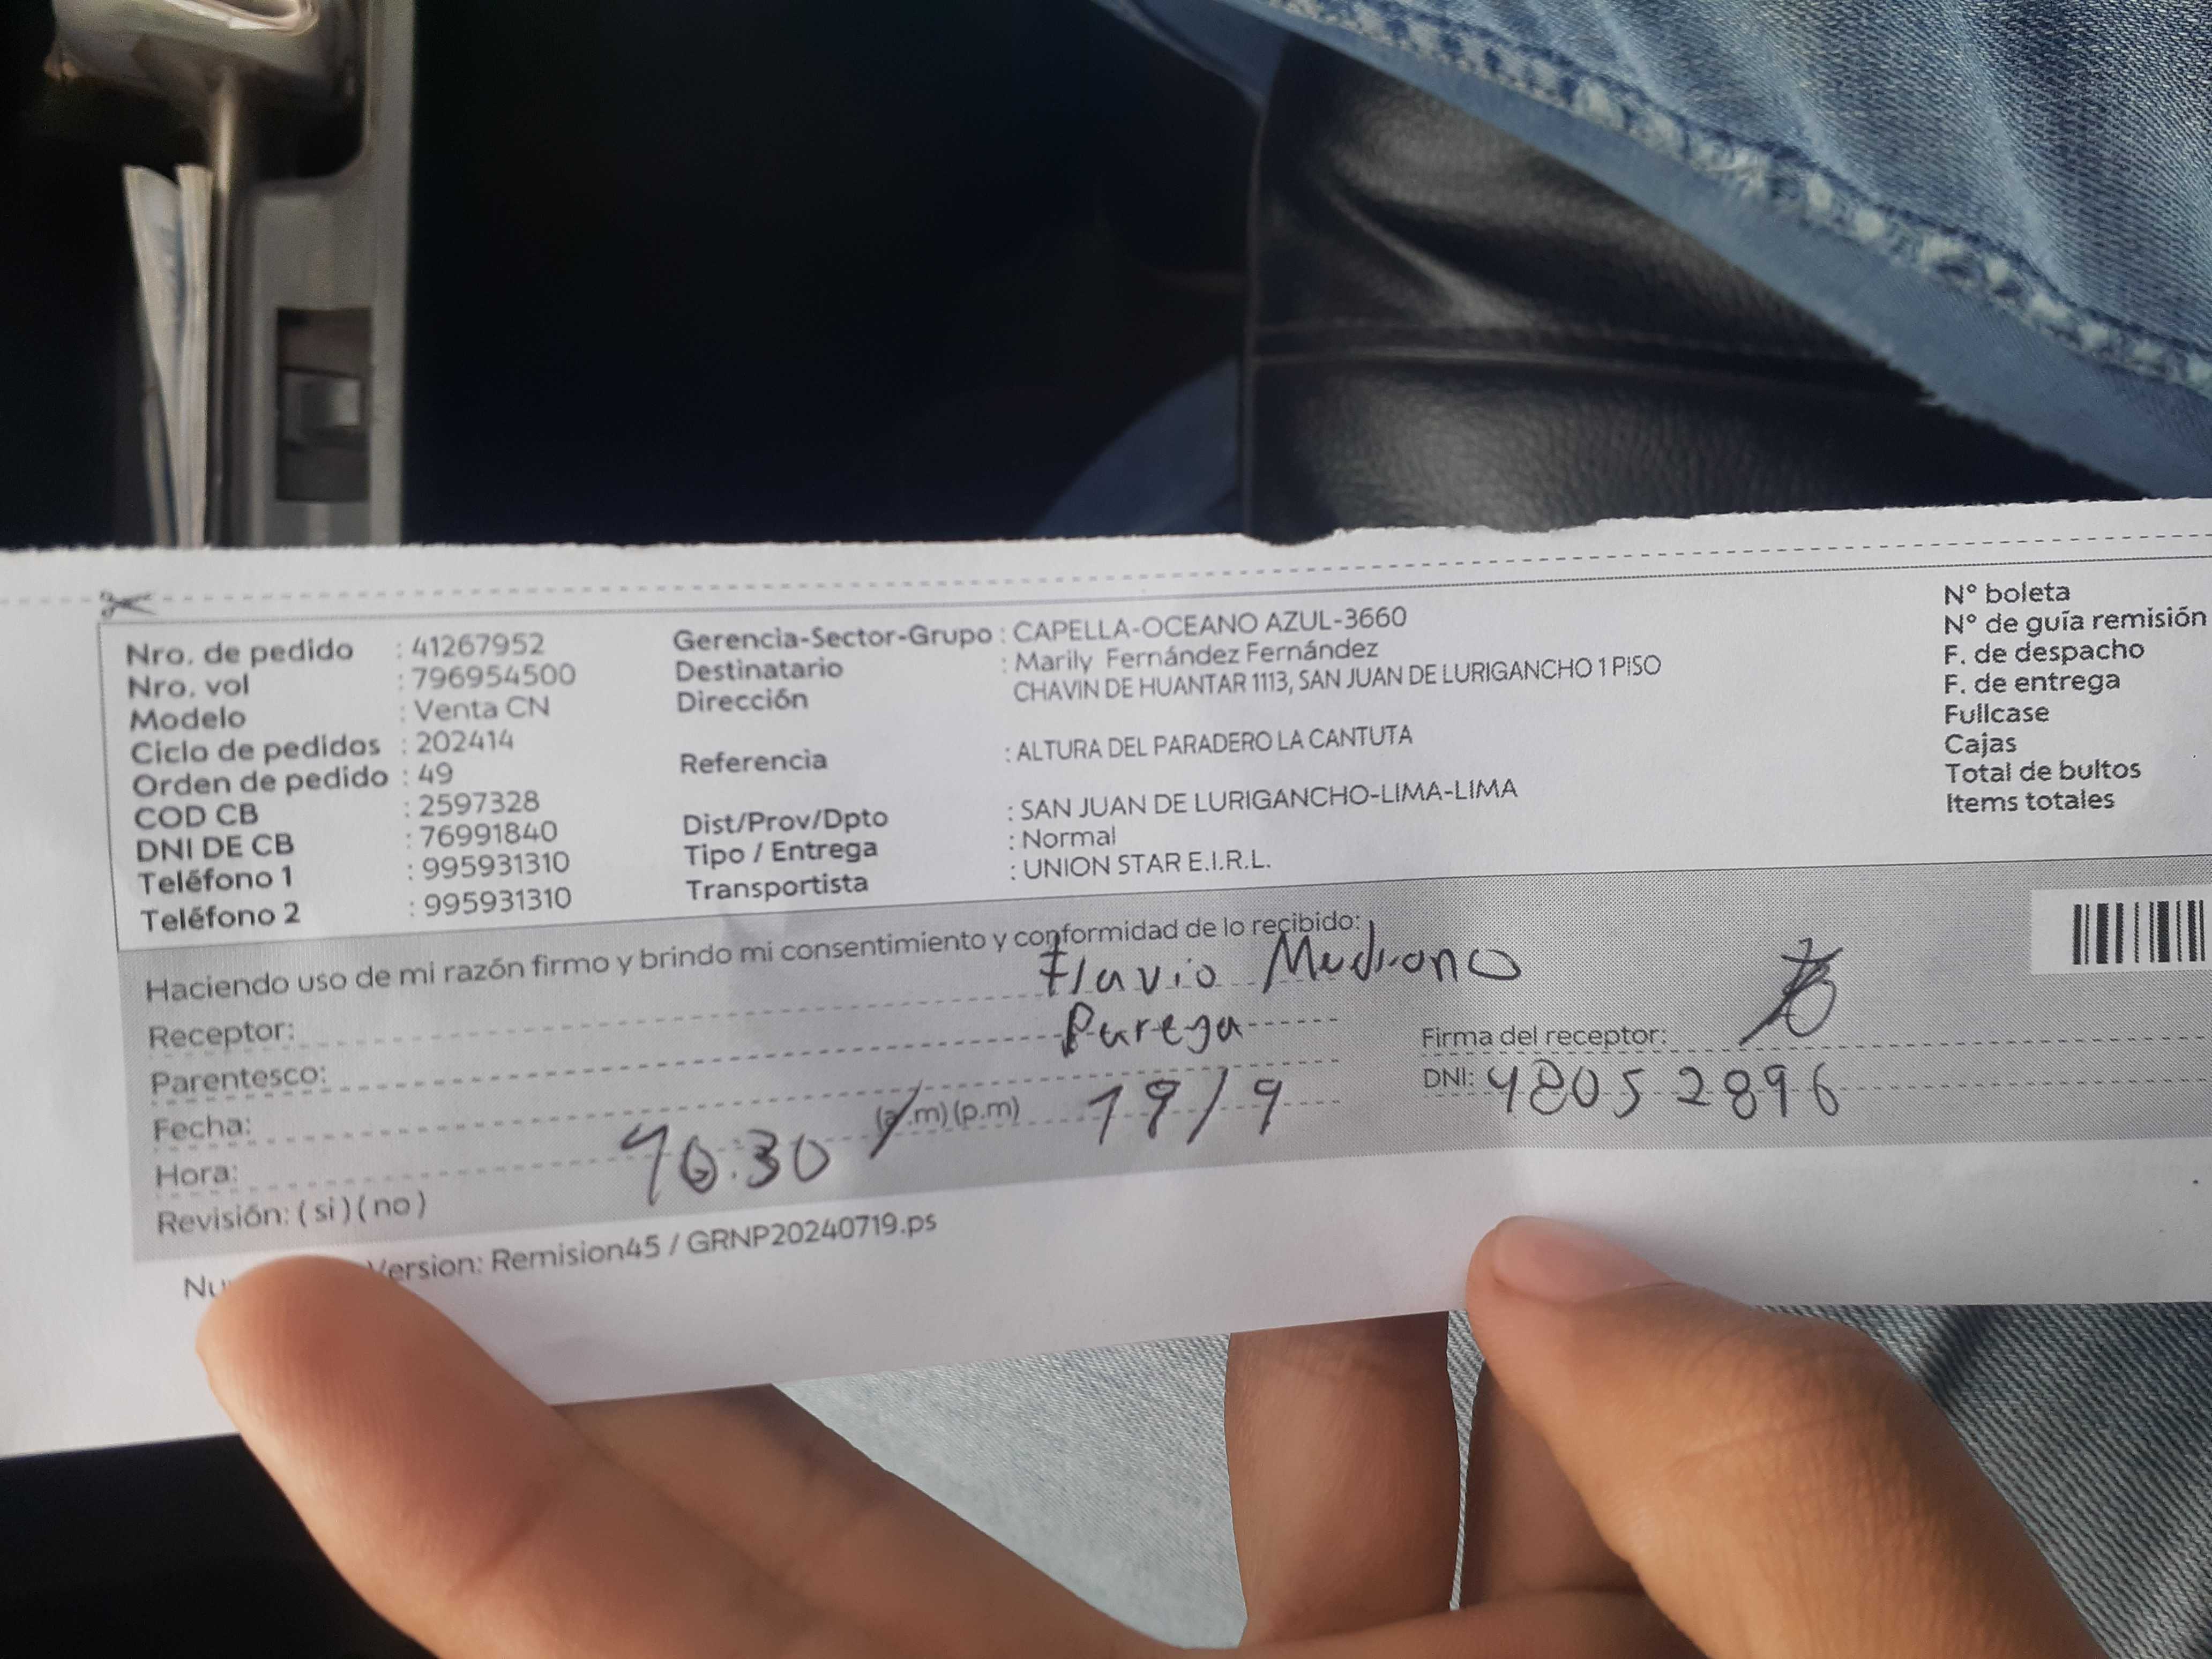 Nro. de pedido : 41267952
Nro. vol : 796954500
Modelo : Venta CN
Ciclo de pedidos : 202414
Orden de pedido : 49
COD CB : 2597328
DNI DE CB : 76991840
Teléfono 1 : 995931310
Teléfono 2 : 995931310
Gerencia-Sector-Grupo : CAPELLA-OCEANO AZUL-3660
Destinatario : Marily Fernández Fernández
Dirección CHAVIN DE HUANTAR 1113, SAN JUAN DE LURIGANCHO 1 PISO
Referencia : ALTURA DEL PARADERO LA CANTUTA
Dist/Prov/Dpto : SAN JUAN DE LURIGANCHO-LIMA-LIMA
Tipo / Entrega : Normal
Transportista : UNION STAR E.I.R.L.
N° boleta
N° de guía remisión
F. de despacho
F. de entrega
Fullcase
Cajas
Total de bultos
Items totales
Haciendo uso de mi razón firmo y brindo mi consentimiento y conformidad de lo recibido:
Receptor: Flavio Medrano
Parentesco: Pareja
Fecha: 19/9
Hora: 10:30 (a.m) (p.m)
Revisión: ( si ) ( no )
Firma del receptor:
DNI: 48052896
Version: Remision45 / GRNP20240719.ps